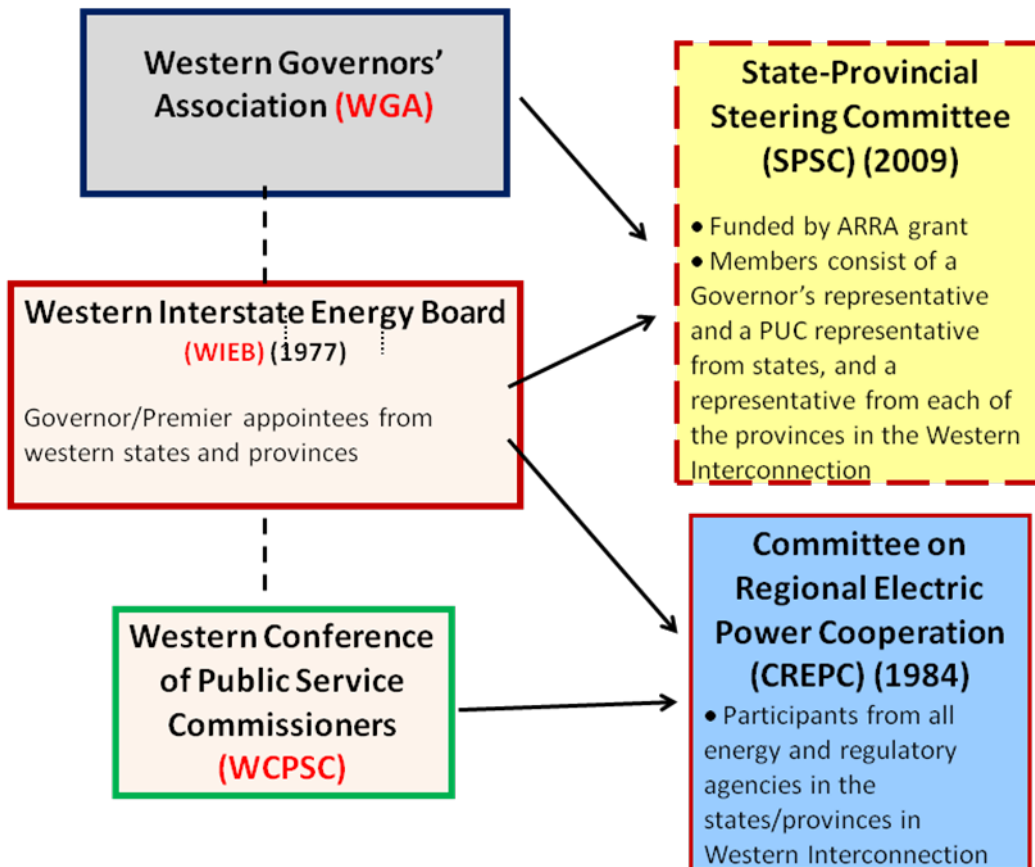 Western Governors’
Association (WGA)
Western Interstate Energy Board
(WIEB) (1977)
Governor/Premier appointees from
western states and provinces
Western Conference
of Public Service
Commissioners
(WCPSC)
State-Provincial
Steering Committee
(SPSC) (2009)
• Funded by ARRA grant
• Members consist of a
Governor’s representative
and a PUC representative
from states, and a
representative from each of
the provinces in the Western
Interconnection
Committee on
Regional Electric
Power Cooperation
(CREPC) (1984)
• Participants from all
energy and regulatory
agencies in the
states/provinces in
Western Interconnection